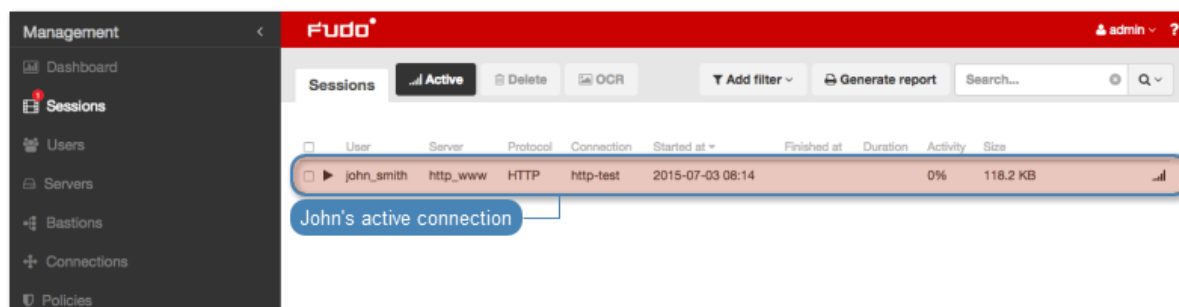 Management
FUDO
admin
?
Dashboard
Sessions
Active
Delete
OCR
Add filter
Generate report
Search...
1
Sessions
Users
User Server Protocol Connection Started at Finished at Duration Activity Size
john_smith http_www HTTP http-test 2015-07-03 08:14 0% 118.2 KB
Servers
John's active connection
Bastions
Connections
Policies